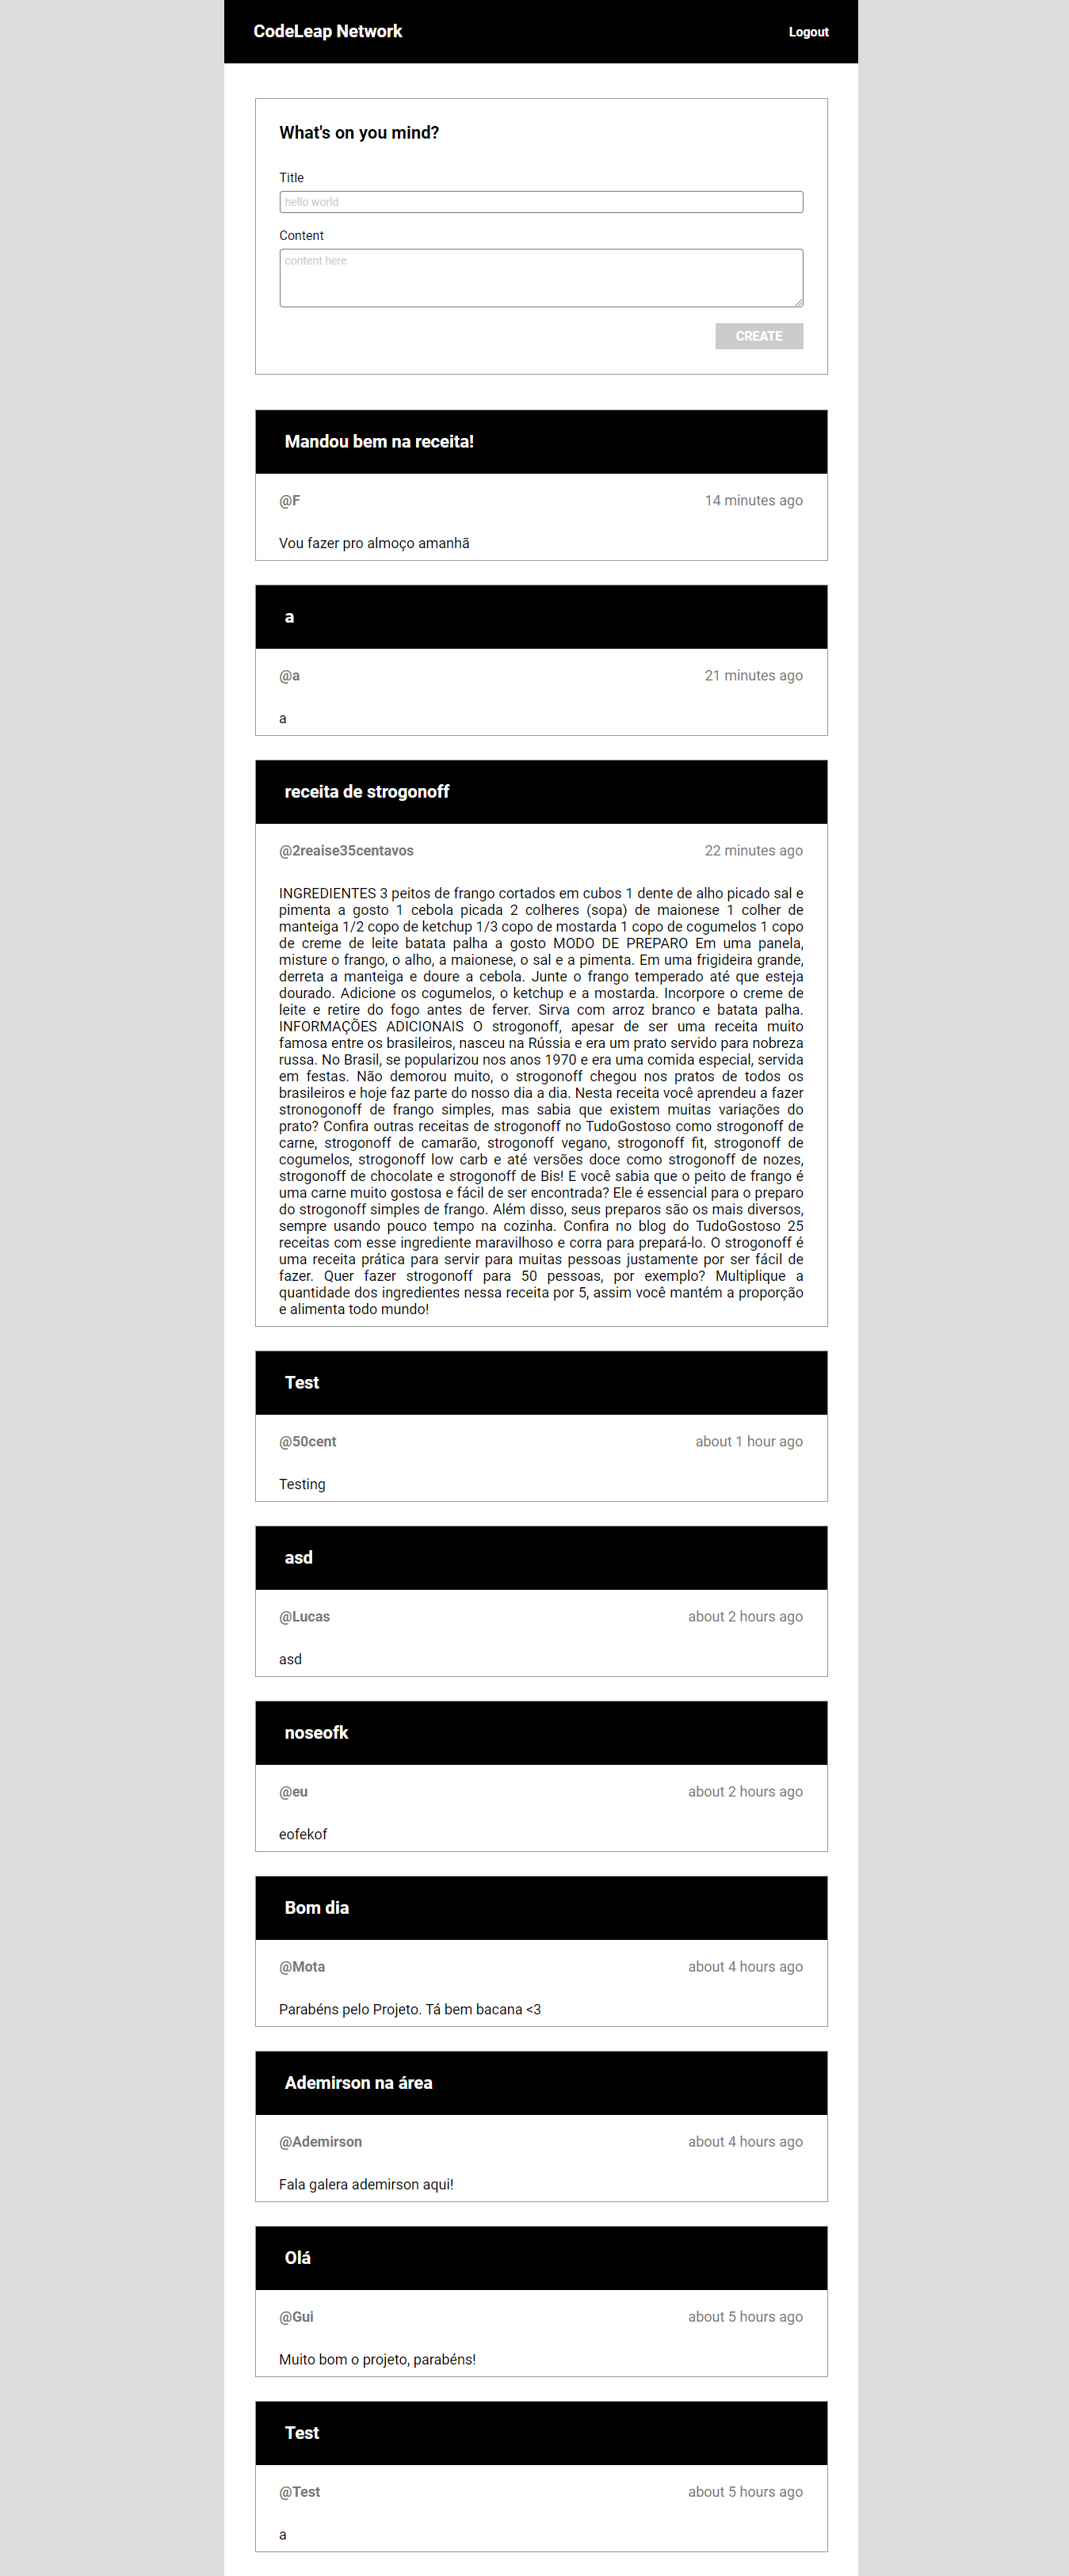 CodeLeap Network
Logout
What's on you mind?
Title
hello world
Content
content here
CREATE
Mandou bem na receita!
@F
14 minutes ago
Vou fazer pro almoço amanhã
a
@a
21 minutes ago
a
receita de strogonoff
@2reaise35centavos
22 minutes ago
INGREDIENTES 3 peitos de frango cortados em cubos 1 dente de alho picado sal e
pimenta a gosto 1 cebola picada 2 colheres (sopa) de maionese 1 colher de
manteiga 1/2 copo de ketchup 1/3 copo de mostarda 1 copo de cogumelos 1 copo
de creme de leite batata palha a gosto MODO DE PREPARO Em uma panela,
misture o frango, o alho, a maionese, o sal e a pimenta. Em uma frigideira grande,
derreta a manteiga e doure a cebola. Junte o frango temperado até que esteja
dourado. Adicione os cogumelos, o ketchup e a mostarda. Incorpore o creme de
leite e retire do fogo antes de ferver. Sirva com arroz branco e batata palha.
INFORMAÇÕES ADICIONAIS O strogonoff, apesar de ser uma receita muito
famosa entre os brasileiros, nasceu na Rússia e era um prato servido para nobreza
russa. No Brasil, se popularizou nos anos 1970 e era uma comida especial, servida
em festas. Não demorou muito, o strogonoff chegou nos pratos de todos os
brasileiros e hoje faz parte do nosso dia a dia. Nesta receita você aprendeu a fazer
stronogonoff de frango simples, mas sabia que existem muitas variações do
prato? Confira outras receitas de strogonoff no TudoGostoso como strogonoff de
carne, strogonoff de camarão, strogonoff vegano, strogonoff fit, strogonoff de
cogumelos, strogonoff low carb e até versões doce como strogonoff de nozes,
strogonoff de chocolate e strogonoff de Bis! E você sabia que o peito de frango é
uma carne muito gostosa e fácil de ser encontrada? Ele é essencial para o preparo
do strogonoff simples de frango. Além disso, seus preparos são os mais diversos,
sempre usando pouco tempo na cozinha. Confira no blog do TudoGostoso 25
receitas com esse ingrediente maravilhoso e corra para prepará-lo. O strogonoff é
uma receita prática para servir para muitas pessoas justamente por ser fácil de
fazer. Quer fazer strogonoff para 50 pessoas, por exemplo? Multiplique a
quantidade dos ingredientes nessa receita por 5, assim você mantém a proporção
e alimenta todo mundo!
Test
@50cent
about 1 hour ago
Testing
asd
@Lucas
about 2 hours ago
asd
noseofk
@eu
about 2 hours ago
eofekof
Bom dia
@Mota
about 4 hours ago
Parabéns pelo Projeto. Tá bem bacana <3
Ademirson na área
@Ademirson
about 4 hours ago
Fala galera ademirson aqui!
Olá
@Gui
about 5 hours ago
Muito bom o projeto, parabéns!
Test
@Test
about 5 hours ago
a